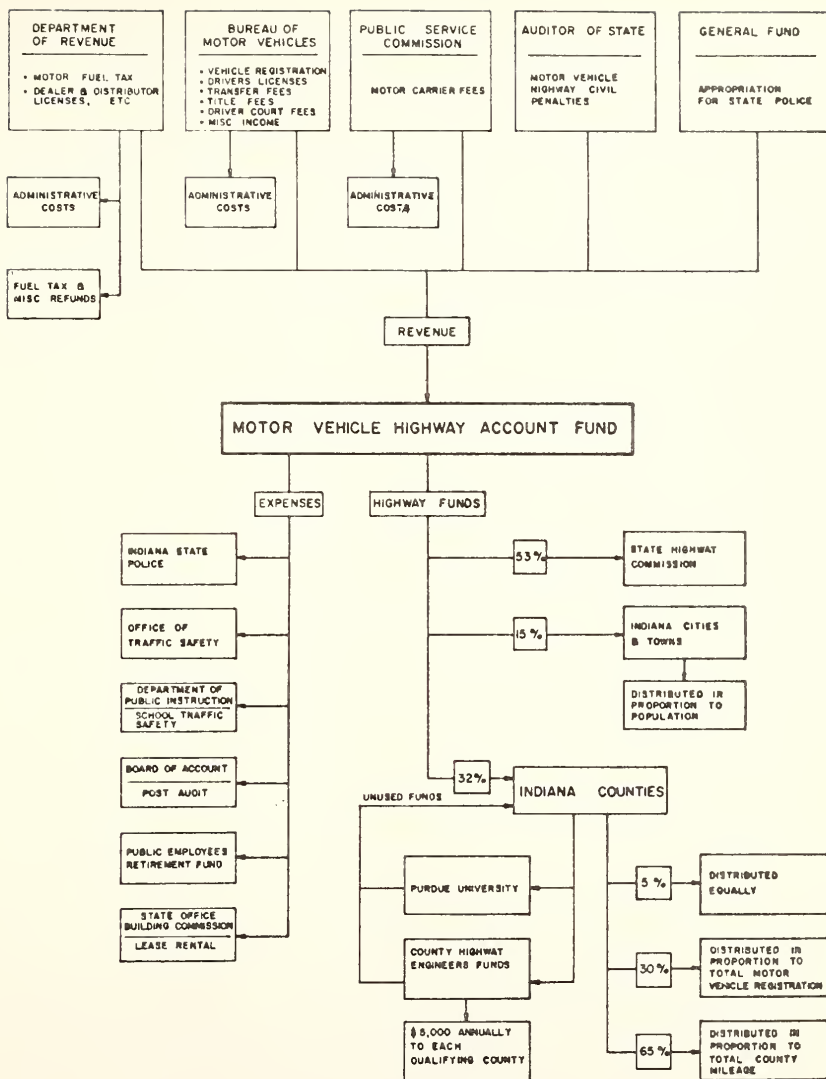 DEPARTMENT
OF REVENUE
• MOTOR FUEL TAX
• DEALER & DISTRIBUTOR
LICENSES, ETC
BUREAU OF
MOTOR VEHICLES
• VEHICLE REGISTRATION
• DRIVERS LICENSES
• TRANSFER FEES
• TITLE FEES
• DRIVER COURT FEES
• MISC INCOME
PUBLIC SERVICE
COMMISSION
MOTOR CARRIER FEES
AUDITOR OF STATE
MOTOR VEHICLE
HIGHWAY CIVIL
PENALTIES
GENERAL FUND
APPROPRIATION
FOR STATE POLICE
ADMINISTRATIVE
COSTS
ADMINISTRATIVE
COSTS
ADMINISTRATIVE
COSTS
FUEL TAX &
MISC REFUNDS
REVENUE
MOTOR VEHICLE HIGHWAY ACCOUNT FUND
EXPENSES
HIGHWAY FUNDS
INDIANA STATE
POLICE
OFFICE OF
TRAFFIC SAFETY
DEPARTMENT OF
PUBLIC INSTRUCTION
SCHOOL TRAFFIC
SAFETY
BOARD OF ACCOUNT
POST AUDIT
PUBLIC EMPLOYEES
RETIREMENT FUND
STATE OFFICE
BUILDING COMMISSION
LEASE RENTAL
53%
STATE HIGHWAY
COMMISSION
15%
INDIANA CITIES
& TOWNS
DISTRIBUTED IN
PROPORTION TO
POPULATION
32%
INDIANA COUNTIES
UNUSED FUNDS
PURDUE UNIVERSITY
COUNTY HIGHWAY
ENGINEERS FUNDS
$5,000 ANNUALLY
TO EACH
QUALIFYING COUNTY
5%
DISTRIBUTED
EQUALLY
30%
DISTRIBUTED IN
PROPORTION TO
TOTAL MOTOR
VEHICLE REGISTRATION
65%
DISTRIBUTED IN
PROPORTION TO
TOTAL COUNTY
MILEAGE